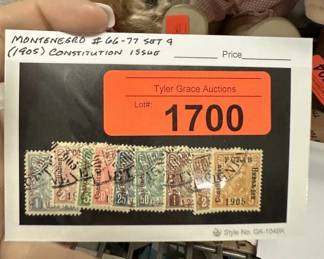 MONTENEGRO #66-77 SET 9
(1905) CONSTITUTION ISSUE
Price
Tyler Grace Auctions
Lot#:
1700
1905
Style No. GK-104BK